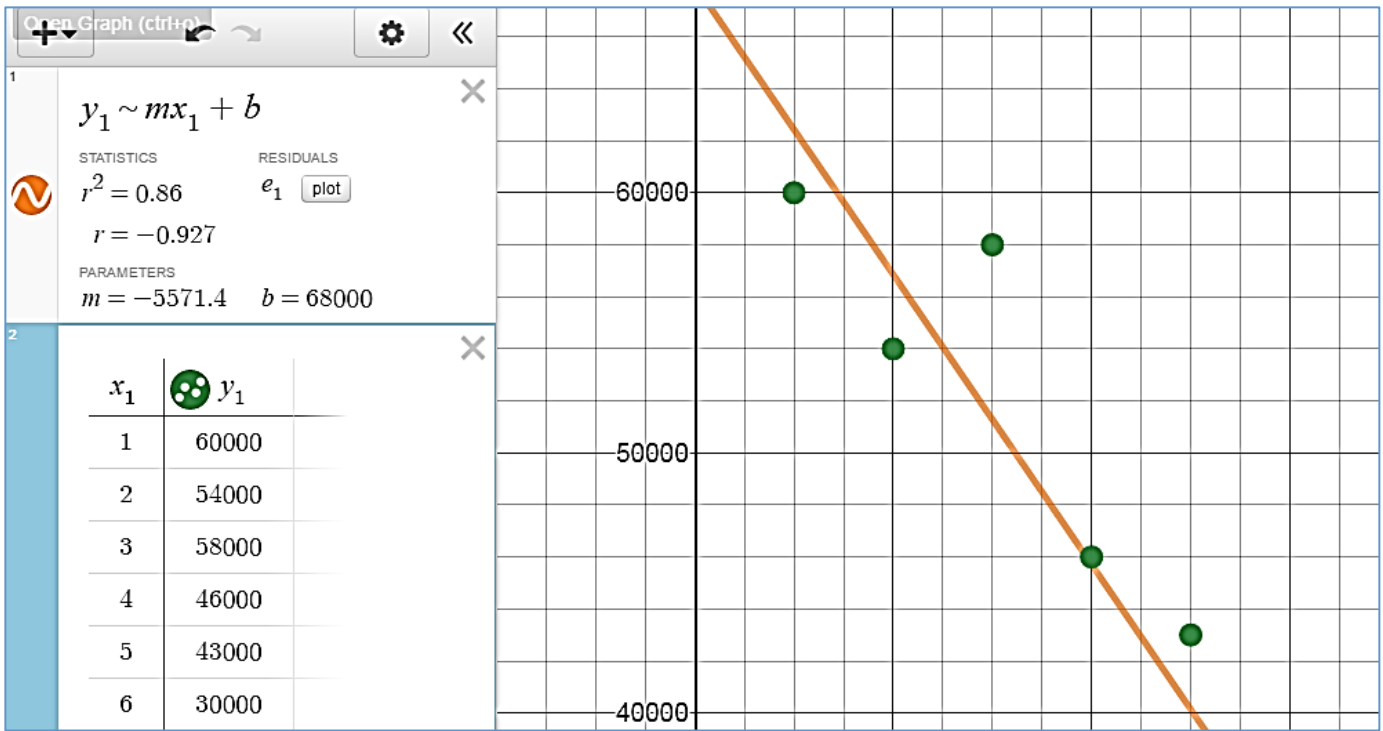 Open Graph (ctrl+o)
1
y₁ ~ mx₁ + b
STATISTICS RESIDUALS
r² = 0.86 e₁ plot
r = −0.927
PARAMETERS
m = −5571.4 b = 68000
2
x₁ y₁
1 60000
2 54000
3 58000
4 46000
5 43000
6 30000
60000
50000
40000